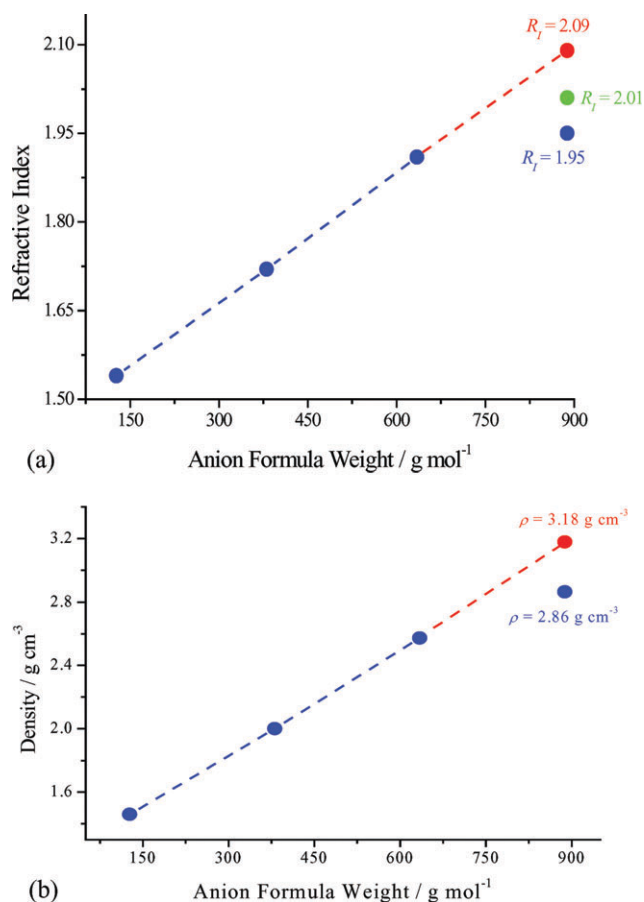 R_I = 2.09
2.10
R_I = 2.01
1.95
R_I = 1.95
Refractive Index
1.80
1.65
1.50
150 300 450 600 750 900
(a) Anion Formula Weight / g mol⁻¹
ρ = 3.18 g cm⁻³
3.2
2.8
ρ = 2.86 g cm⁻³
Density / g cm⁻³
2.4
2.0
1.6
150 300 450 600 750 900
(b) Anion Formula Weight / g mol⁻¹